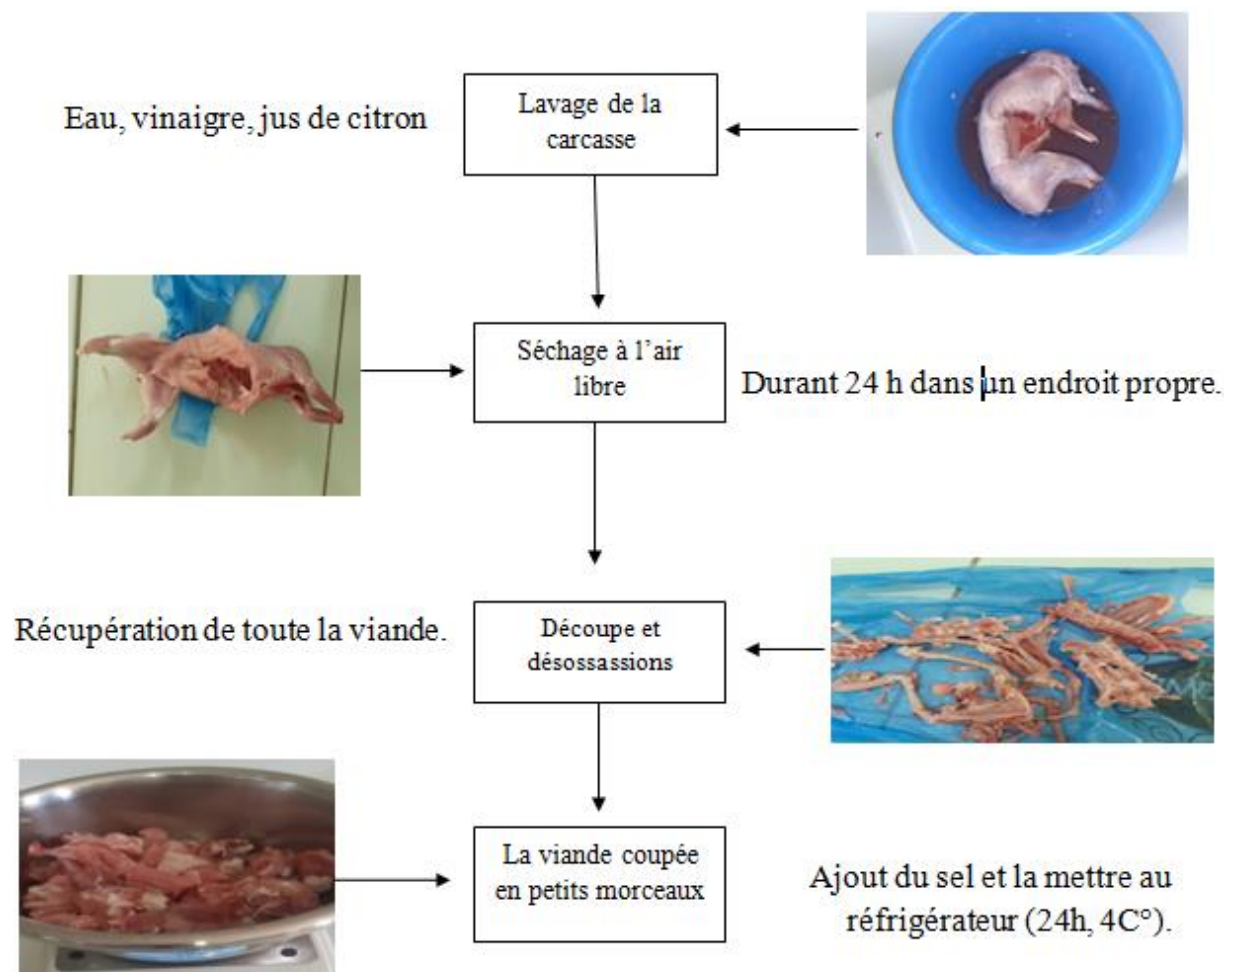 Eau, vinaigre, jus de citron
Lavage de la
carcasse
Séchage à l’air
libre
Durant 24 h dans un endroit propre.
Récupération de toute la viande.
Découpe et
désossassions
La viande coupée
en petits morceaux
Ajout du sel et la mettre au
réfrigérateur (24h, 4C°).